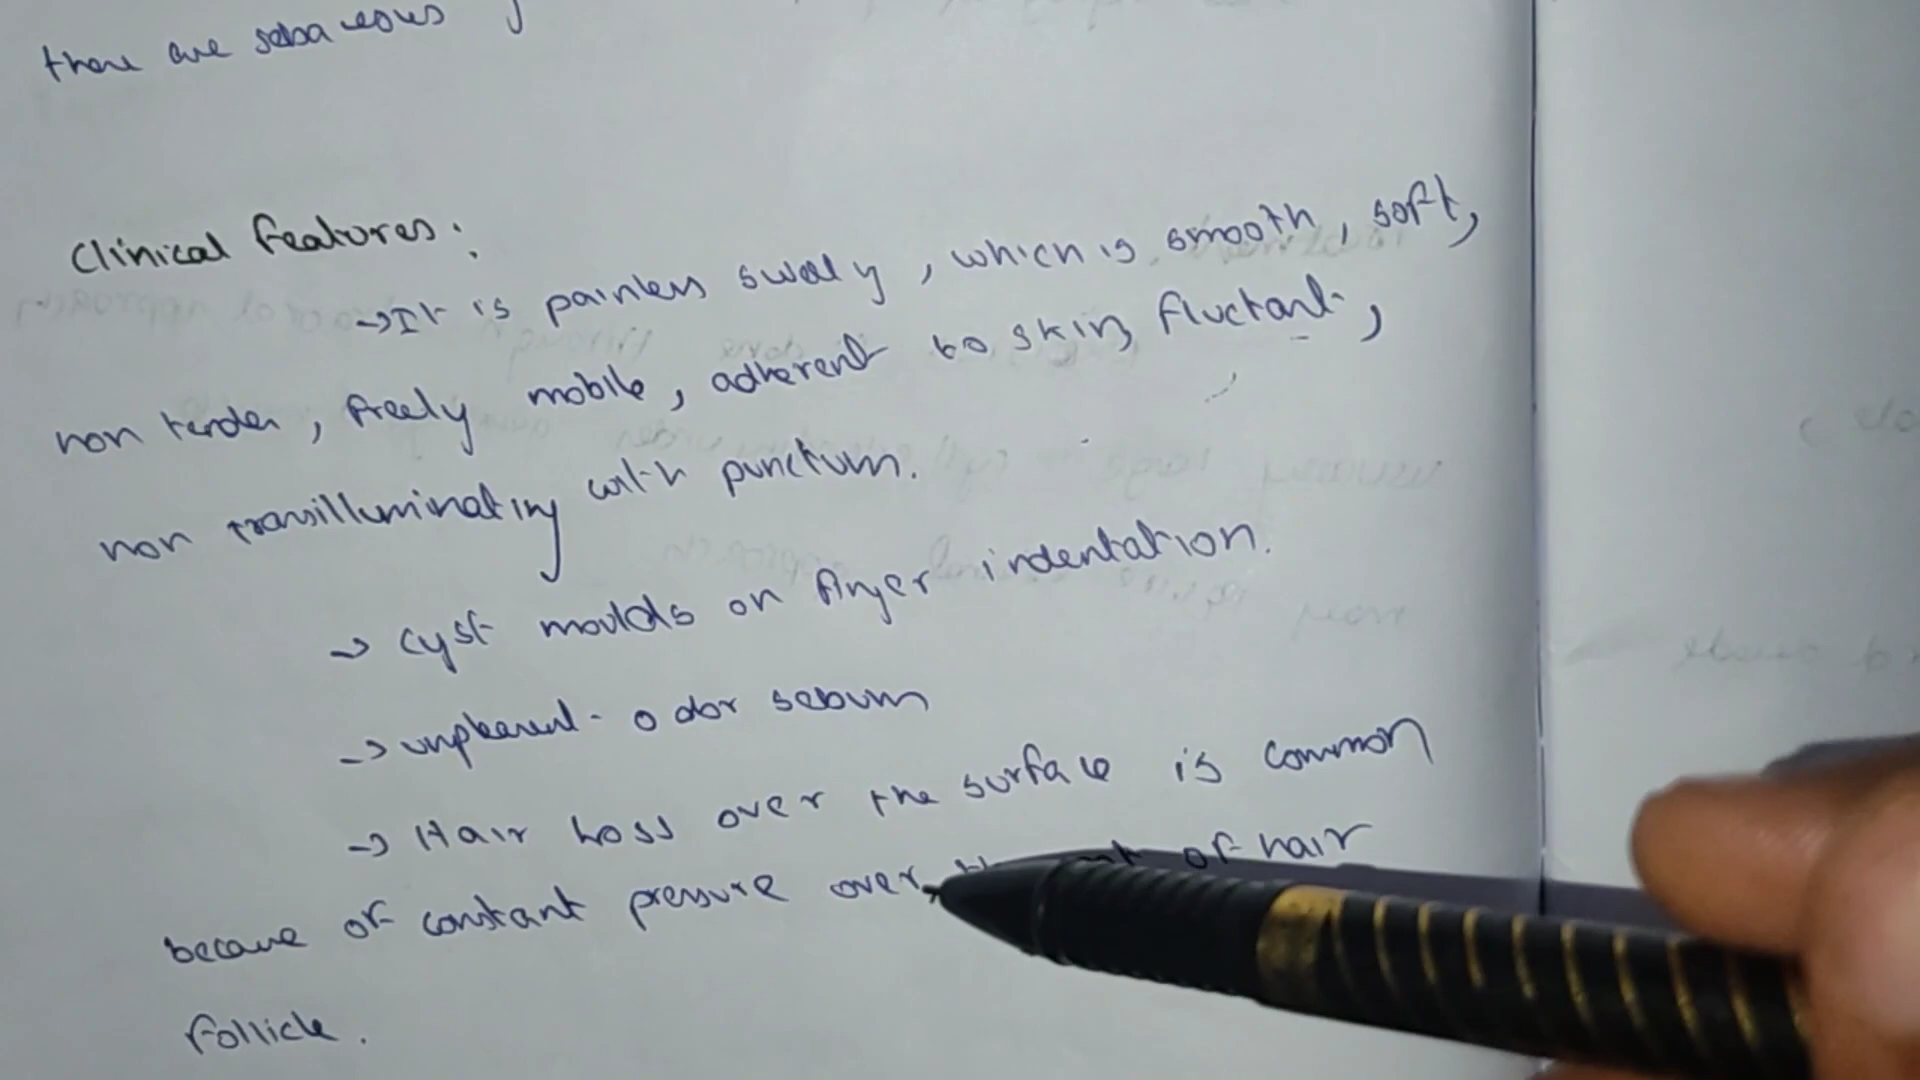 there are sebaceous
Clinical features:
→ It is painless swelly, which is smooth, soft,
non tender, freely mobile, adherent to skin, fluctant,
non transilluminating with punctum.
→ cyst moulds on finger indentation.
→ unpleasent odor sebum
→ Hair loss over the surface is common
because of constant pressure over of hair
follicle.